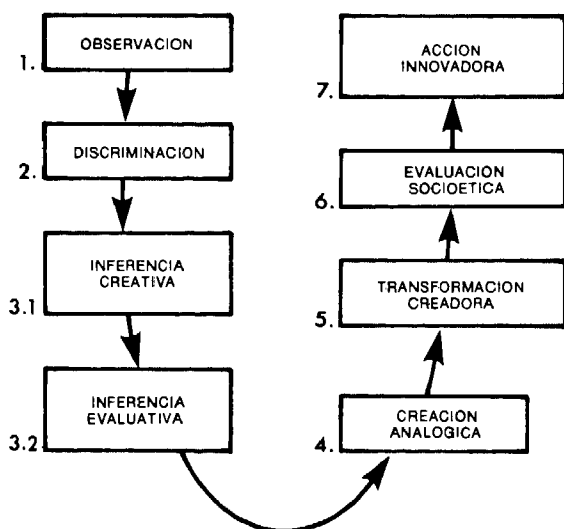 1.
OBSERVACION
2.
DISCRIMINACION
3.1
INFERENCIA
CREATIVA
3.2
INFERENCIA
EVALUATIVA
4.
CREACION
ANALOGICA
5.
TRANSFORMACION
CREADORA
6.
EVALUACION
SOCIOETICA
7.
ACCION
INNOVADORA